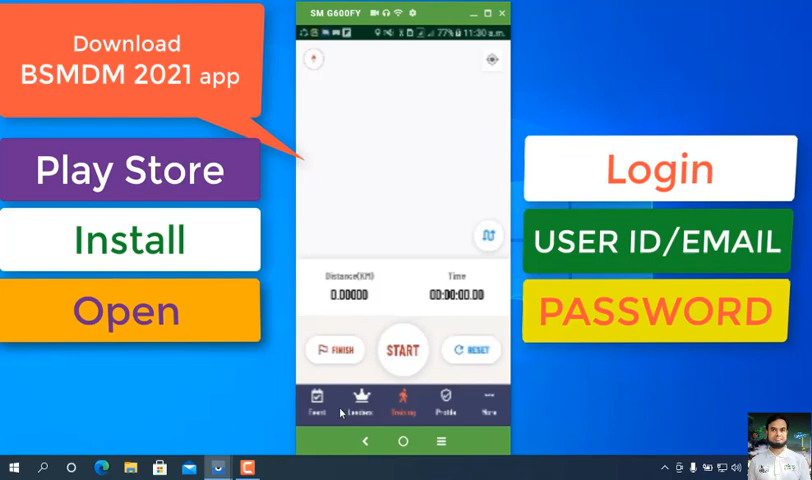 Download
BSMDM 2021 app
Play Store
Install
Open
SM G600FY
77% 11:30 a.m.
Distance(KM)
Time
0.00000
00:00:00.00
FINISH
START
RESET
Event
Leaders
Profile
More
Login
USER ID/EMAIL
PASSWORD